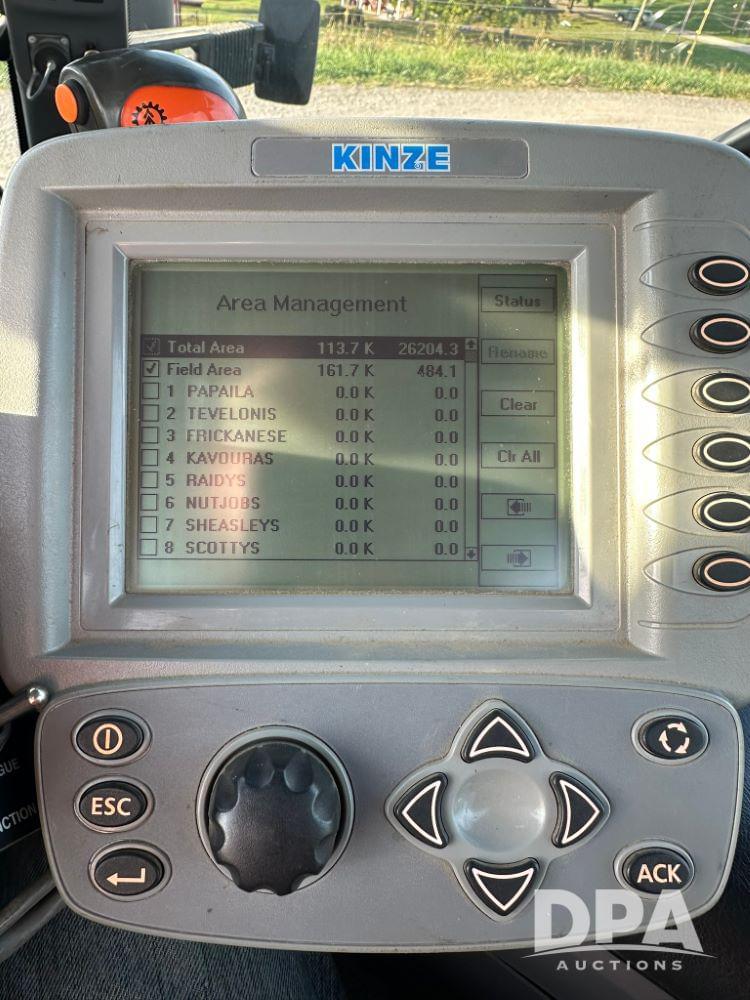 KINZE
Area Management
Status
Total Area 113.7 K 26204.3
Rename
Field Area 161.7 K 484.1
1 PAPAILA 0.0 K 0.0
Clear
2 TEVELONIS 0.0 K 0.0
3 FRICKANESE 0.0 K 0.0
4 KAVOURAS 0.0 K 0.0
Clr All
5 RAIDYS 0.0 K 0.0
6 NUTJOBS 0.0 K 0.0
7 SHEASLEYS 0.0 K 0.0
8 SCOTTYS 0.0 K 0.0
ESC
ACK
DPA
AUCTIONS